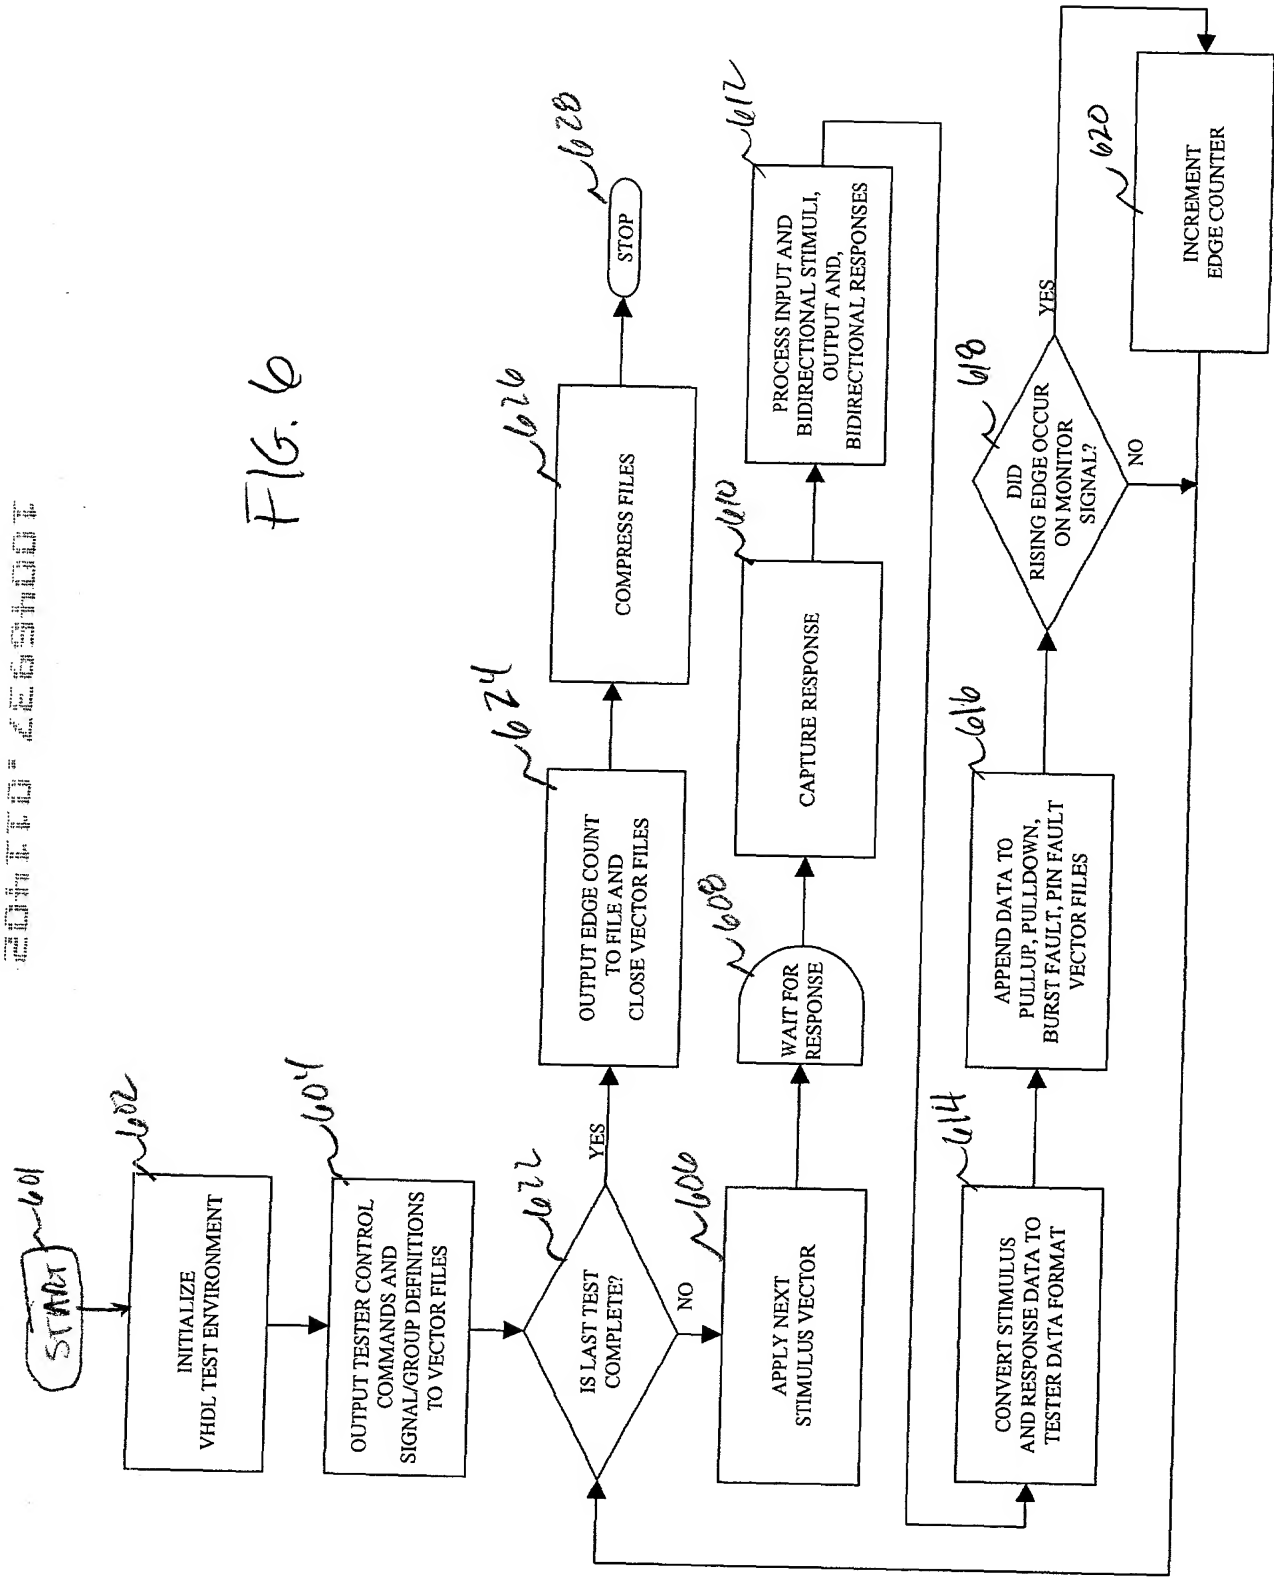 FIG. 6
START
601
INITIALIZE
VHDL TEST ENVIRONMENT
602
OUTPUT TESTER CONTROL
COMMANDS AND
SIGNAL/GROUP DEFINITIONS
TO VECTOR FILES
604
IS LAST TEST
COMPLETE?
622
YES
NO
OUTPUT EDGE COUNT
TO FILE AND
CLOSE VECTOR FILES
624
COMPRESS FILES
626
STOP
628
APPLY NEXT
STIMULUS VECTOR
606
WAIT FOR
RESPONSE
608
CAPTURE RESPONSE
610
PROCESS INPUT AND
BIDIRECTIONAL STIMULI,
OUTPUT AND,
BIDIRECTIONAL RESPONSES
612
CONVERT STIMULUS
AND RESPONSE DATA TO
TESTER DATA FORMAT
614
APPEND DATA TO
PULLUP, PULLDOWN,
BURST FAULT, PIN FAULT
VECTOR FILES
616
DID
RISING EDGE OCCUR
ON MONITOR
SIGNAL?
618
YES
NO
INCREMENT
EDGE COUNTER
620